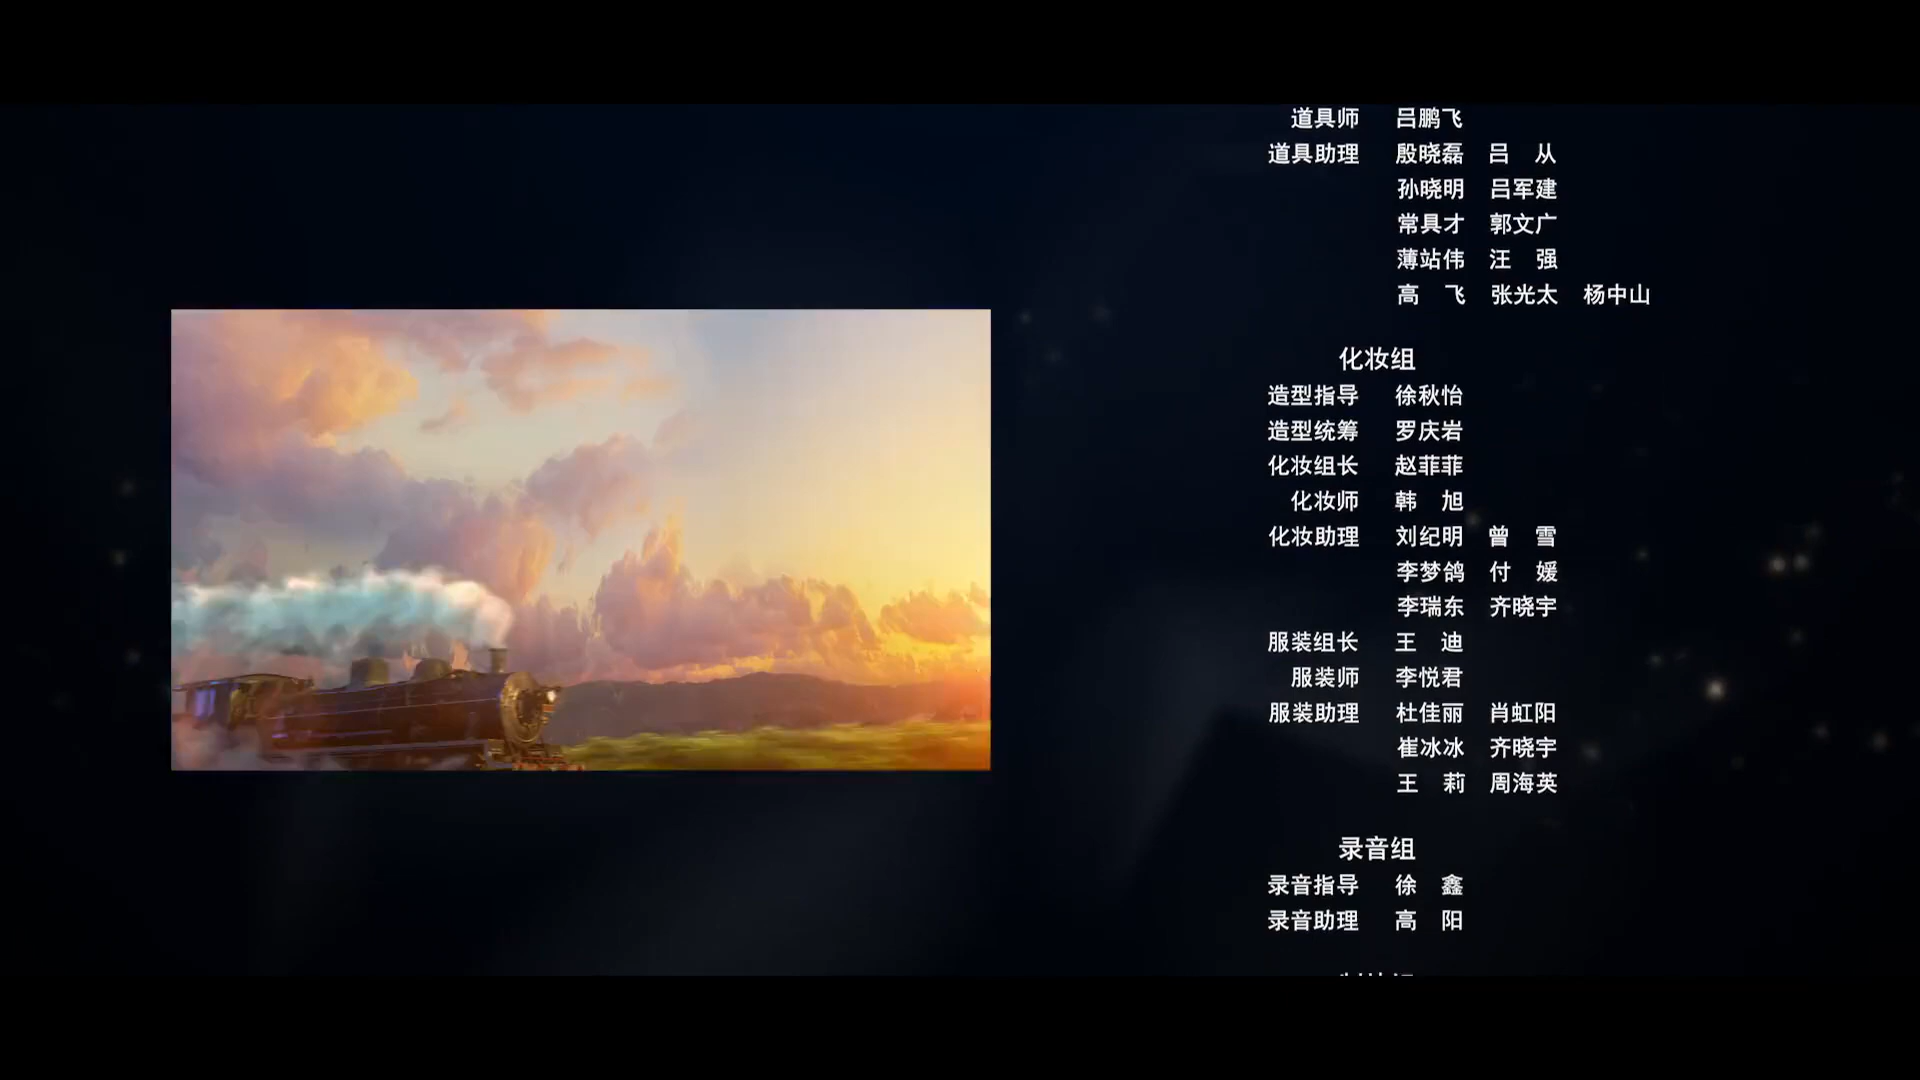 道具师 吕鹏飞
道具助理 殷晓磊 吕 从
孙晓明 吕军建
常具才 郭文广
薄站伟 汪 强
高 飞 张光太 杨中山
化妆组
造型指导 徐秋怡
造型统筹 罗庆岩
化妆组长 赵菲菲
化妆师 韩 旭
化妆助理 刘纪明 曾 雪
李梦鸽 付 媛
李瑞东 齐晓宇
服装组长 王 迪
服装师 李悦君
服装助理 杜佳丽 肖虹阳
崔冰冰 齐晓宇
王 莉 周海英
录音组
录音指导 徐 鑫
录音助理 高 阳